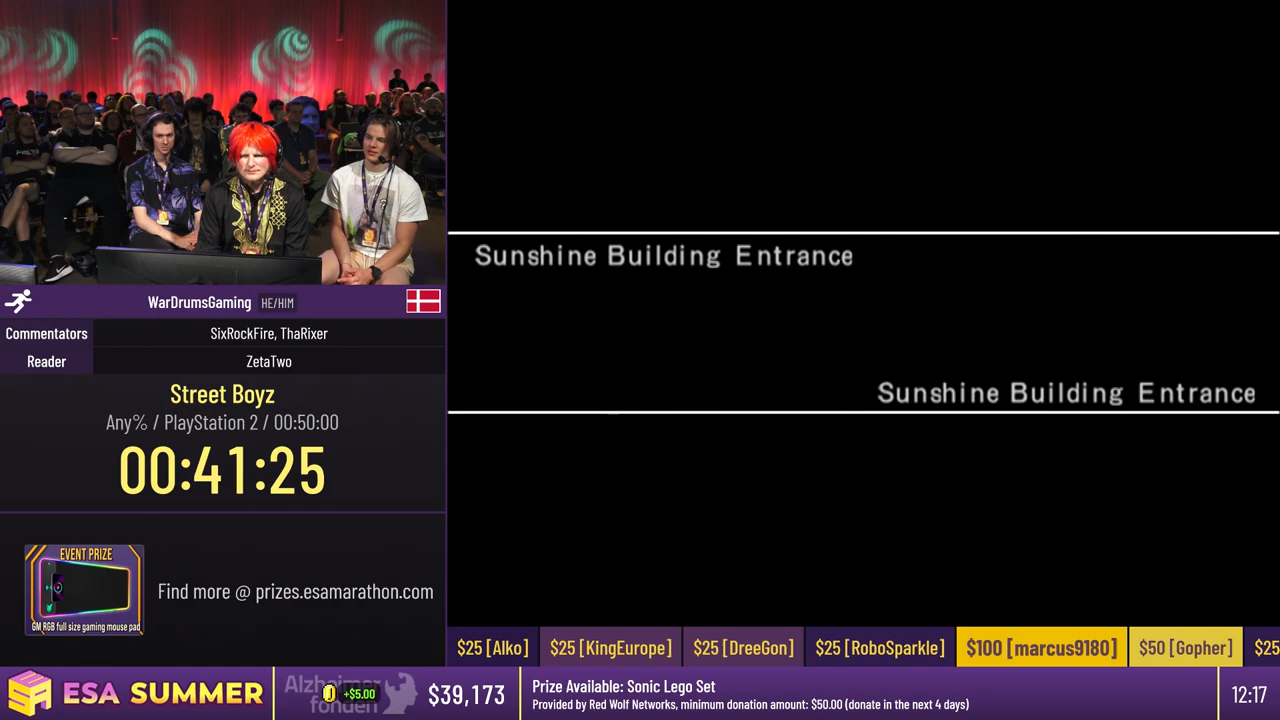 Sunshine Building Entrance
Sunshine Building Entrance
WarDrumsGaming HE/HIM
Commentators SixRockFire, ThaRixer
Reader ZetaTwo
Street Boyz
Any% / PlayStation 2 / 00:50:00
00:41:25
EVENT PRIZE
GM RGB full size gaming mouse pad
Find more @ prizes.esamarathon.com
$25 [Alko] $25 [KingEurope] $25 [DreeGon] $25 [RoboSparkle] $100 [marcus9180] $50 [Gopher] $25
ESA SUMMER
Alzheimerfonden
+$5.00
$39,173
Prize Available: Sonic Lego Set
Provided by Red Wolf Networks, minimum donation amount: $50.00 (donate in the next 4 days)
12:17